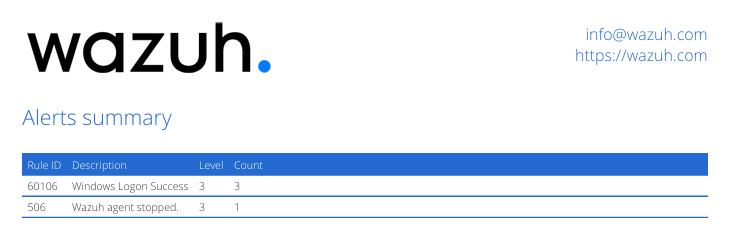 wazuh.
info@wazuh.com
https://wazuh.com
Alerts summary
Rule ID Description Level Count
60106 Windows Logon Success 3 3
506 Wazuh agent stopped. 3 1